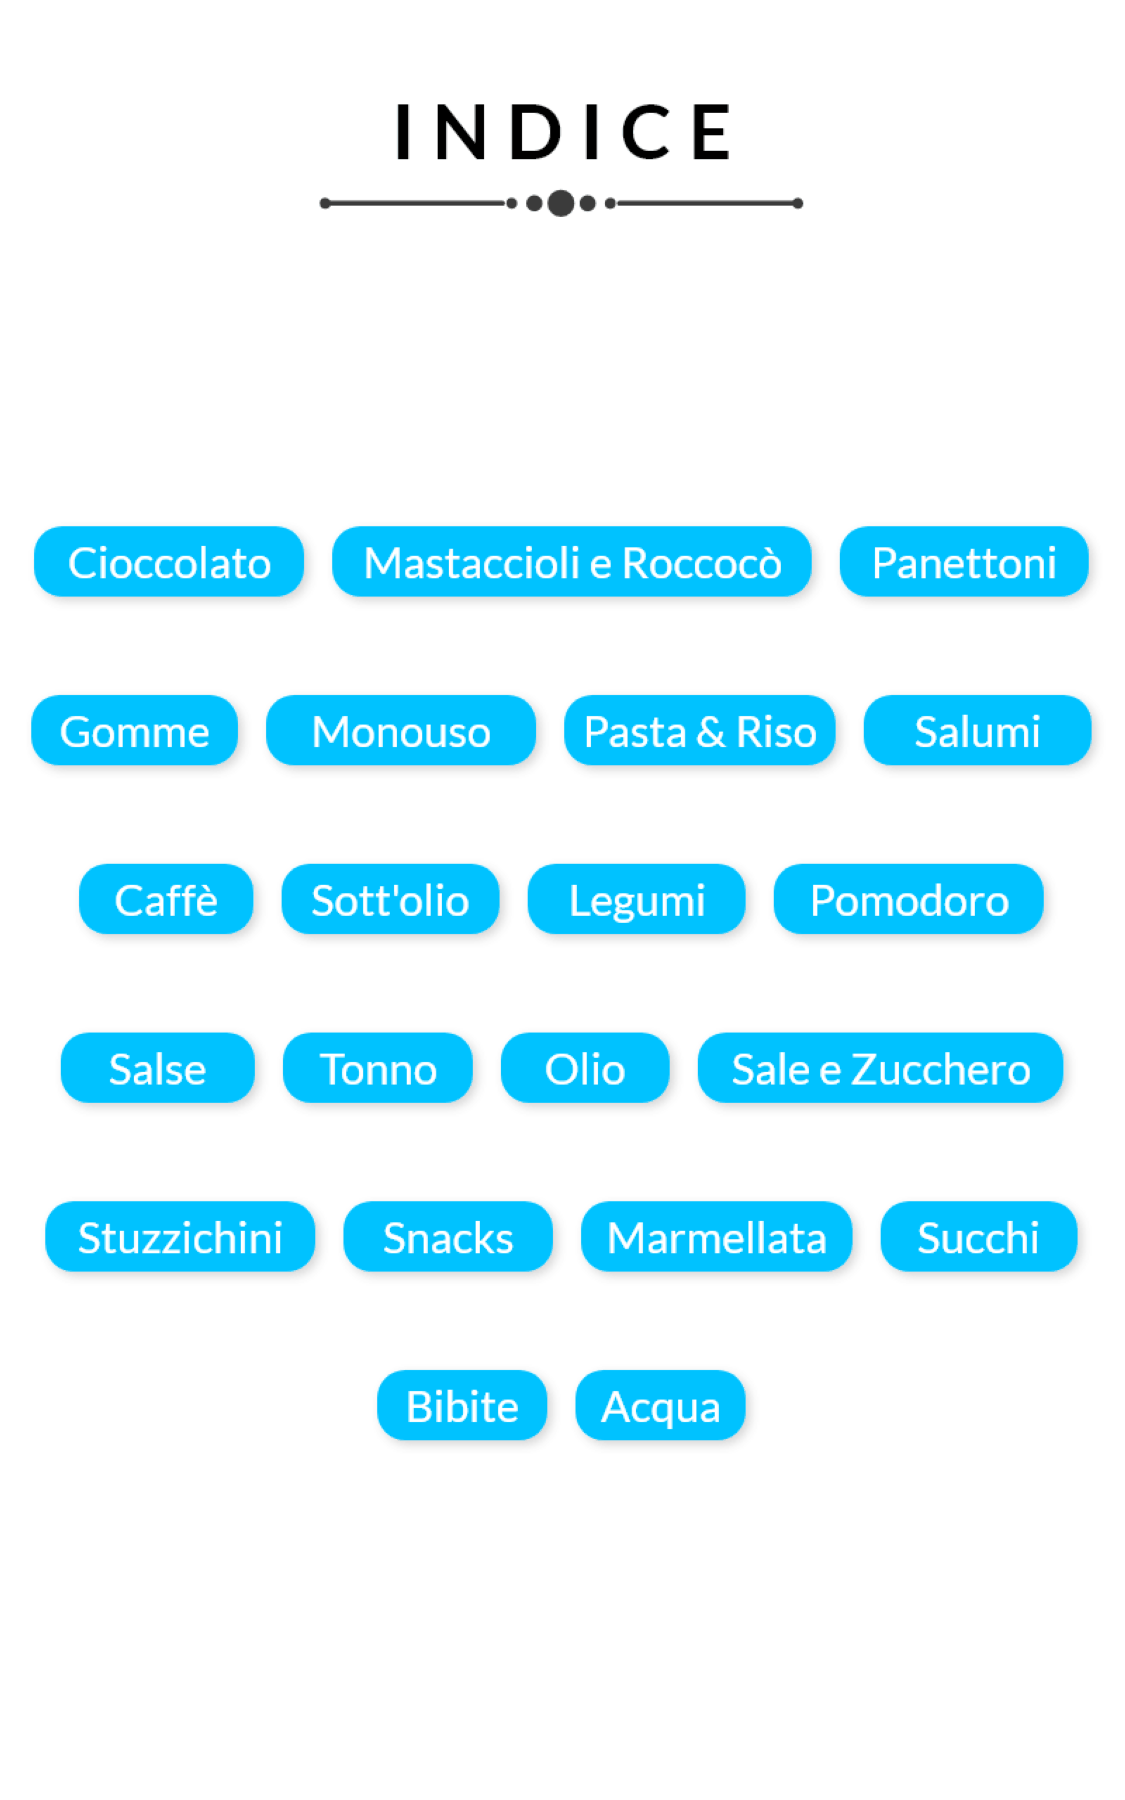 INDICE
Cioccolato Mastaccioli e Roccocò Panettoni
Gomme Monouso Pasta & Riso Salumi
Caffè Sott'olio Legumi Pomodoro
Salse Tonno Olio Sale e Zucchero
Stuzzichini Snacks Marmellata Succhi
Bibite Acqua